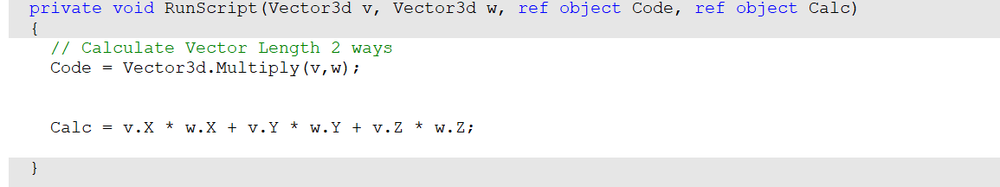 private void RunScript(Vector3d v, Vector3d w, ref object Code, ref object Calc)
{
// Calculate Vector Length 2 ways
Code = Vector3d.Multiply(v,w);
Calc = v.X * w.X + v.Y * w.Y + v.Z * w.Z;
}